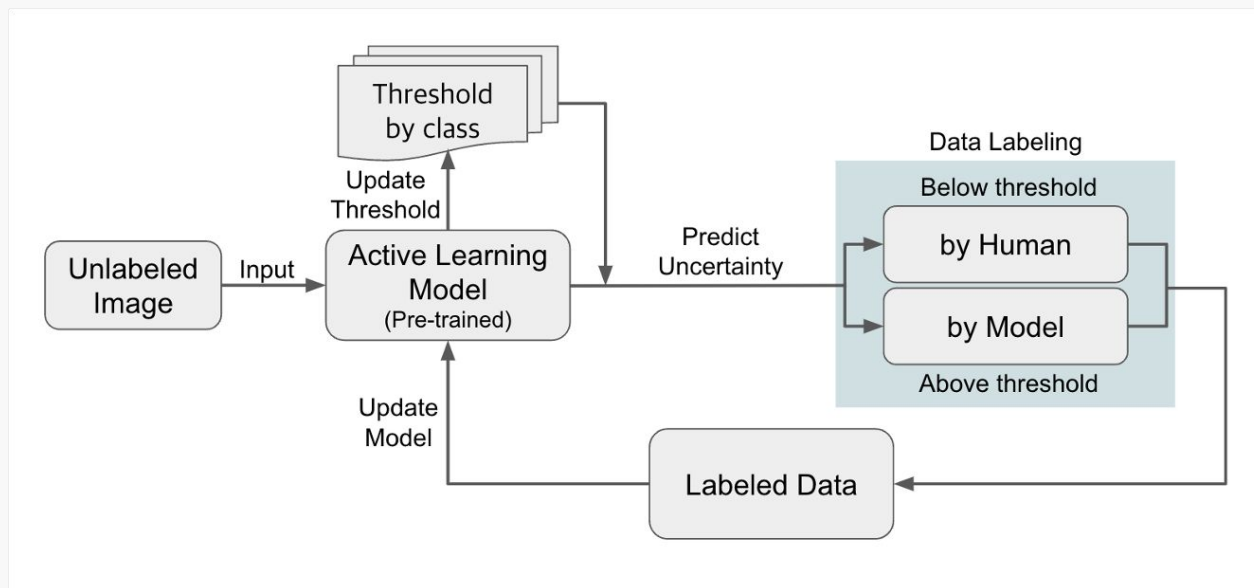 Threshold
by class
Update
Threshold
Unlabeled
Image
Input
Active Learning
Model
(Pre-trained)
Predict
Uncertainty
Data Labeling
Below threshold
by Human
by Model
Above threshold
Update
Model
Labeled Data